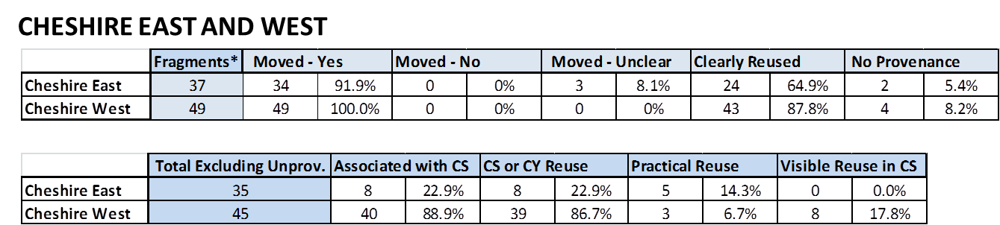 CHESHIRE EAST AND WEST
Fragments* Moved - Yes Moved - No Moved - Unclear Clearly Reused No Provenance
Cheshire East 37 34 91.9% 0 0% 3 8.1% 24 64.9% 2 5.4%
Cheshire West 49 49 100.0% 0 0% 0 0% 43 87.8% 4 8.2%
Total Excluding Unprov. Associated with CS CS or CY Reuse Practical Reuse Visible Reuse in CS
Cheshire East 35 8 22.9% 8 22.9% 5 14.3% 0 0.0%
Cheshire West 45 40 88.9% 39 86.7% 3 6.7% 8 17.8%